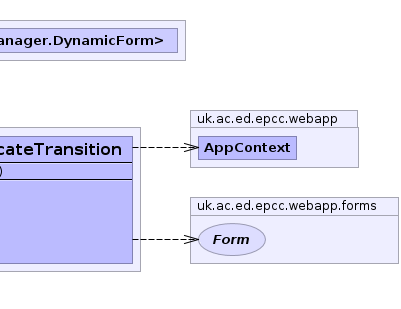 anager.DynamicForm>
uk.ac.ed.epcc.webapp
cateTransition
AppContext
)
uk.ac.ed.epcc.webapp.forms
Form